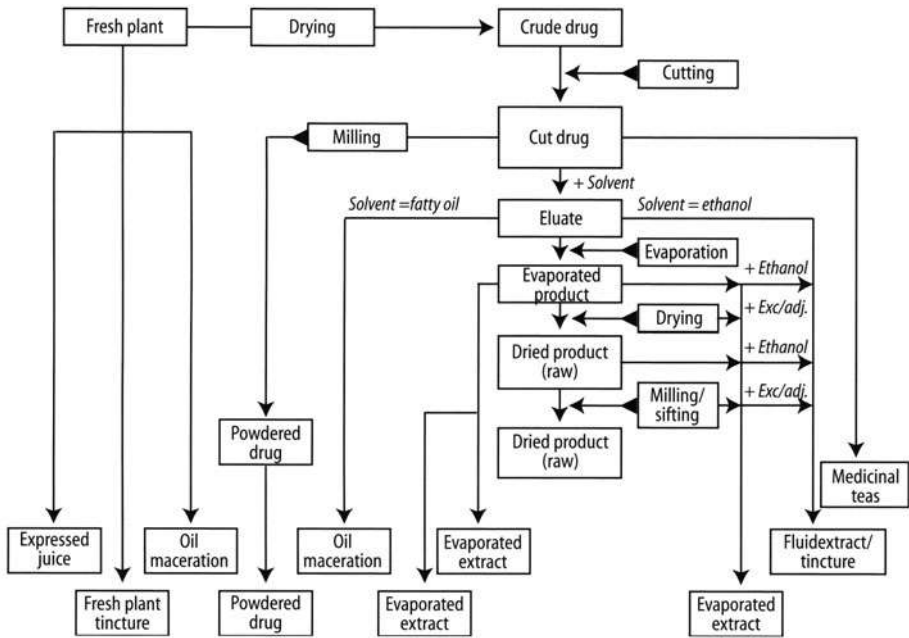 Fresh plant
Drying
Crude drug
Cutting
Milling
Cut drug
+ Solvent
Solvent =fatty oil
Solvent = ethanol
Eluate
Evaporation
+ Ethanol
Evaporated
product
+ Exc/adj.
Drying
+ Ethanol
Dried product
(raw)
Milling/
sifting
+ Exc/adj.
Powdered
drug
Dried product
(raw)
Medicinal
teas
Expressed
juice
Oil
maceration
Oil
maceration
Evaporated
extract
Fluidextract/
tincture
Fresh plant
tincture
Powdered
drug
Evaporated
extract
Evaporated
extract